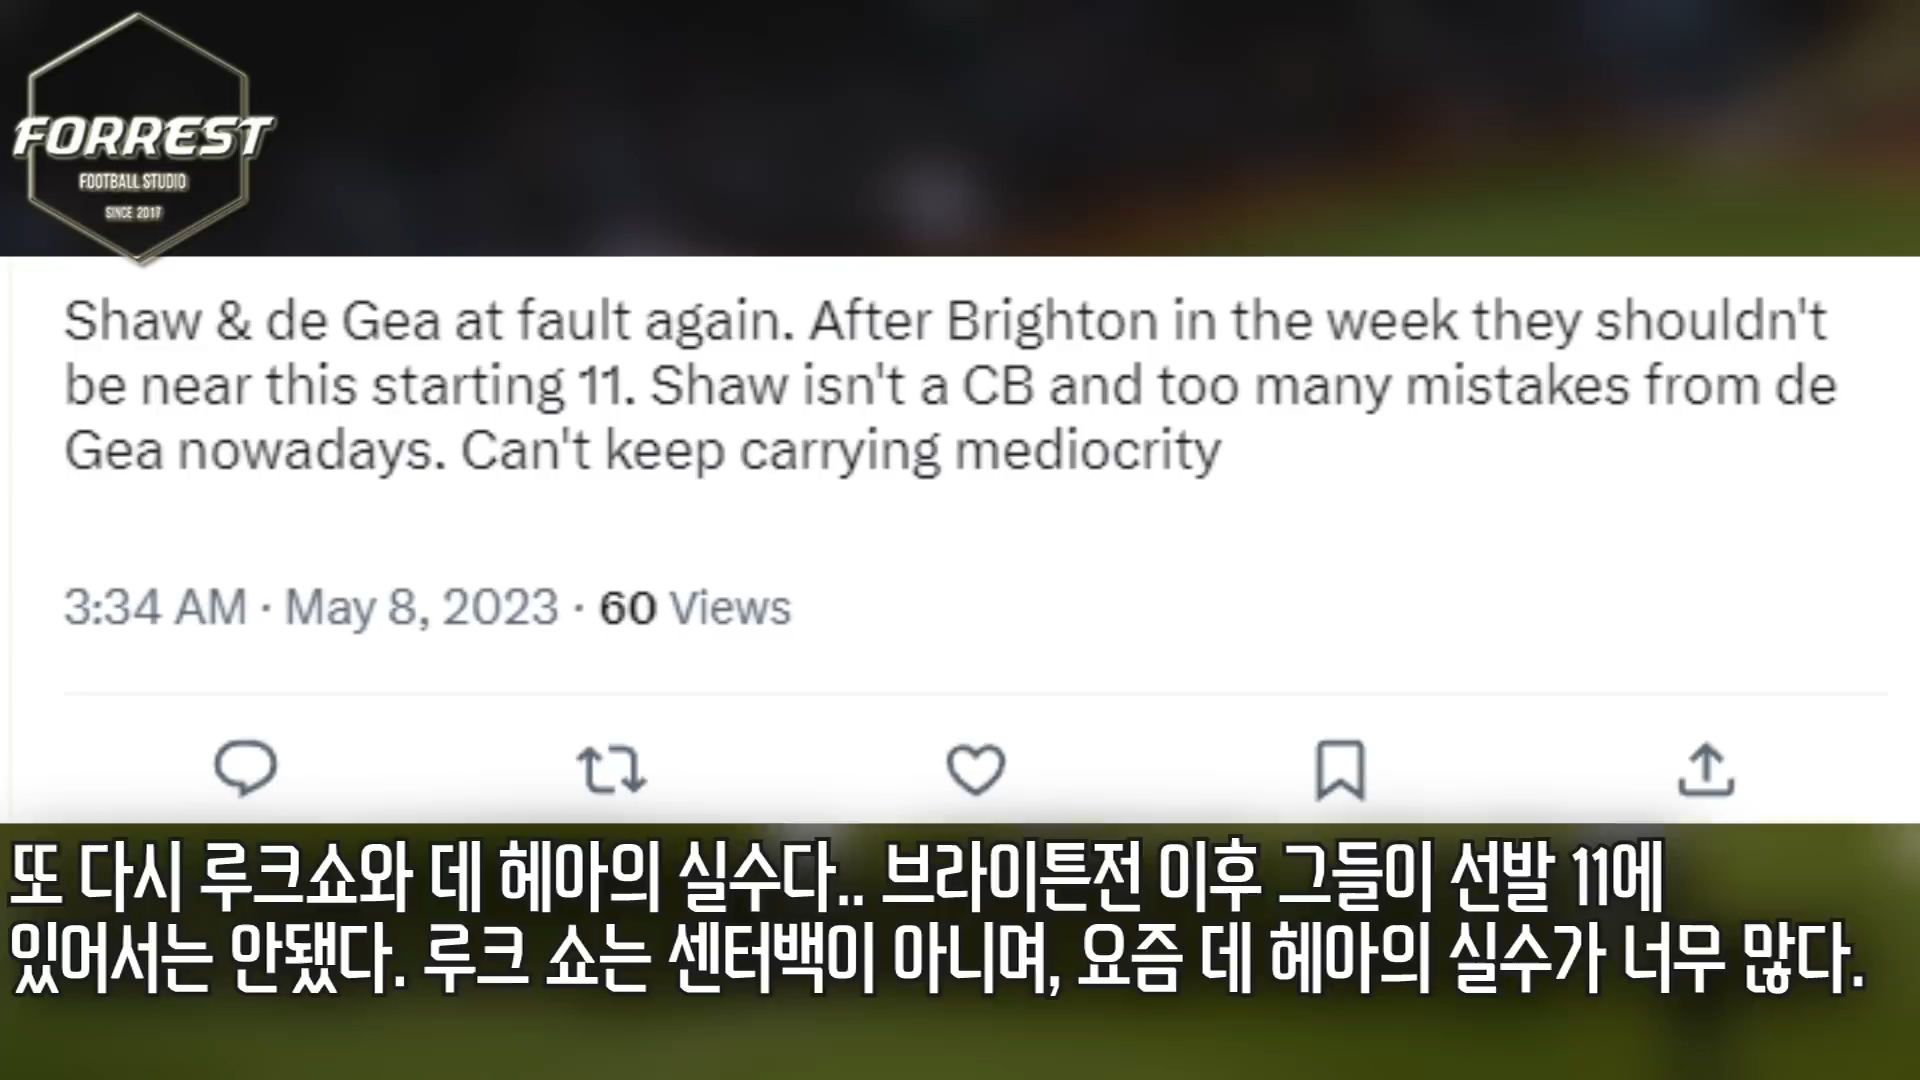 FORREST
FOOTBALL STUDIO
SINCE 2017
Shaw & de Gea at fault again. After Brighton in the week they shouldn't
be near this starting 11. Shaw isn't a CB and too many mistakes from de
Gea nowadays. Can't keep carrying mediocrity
3:34 AM · May 8, 2023 · 60 Views
또 다시 루크쇼와 데 헤아의 실수다.. 브라이튼전 이후 그들이 선발 11에
있어서는 안됐다. 루크 쇼는 센터백이 아니며, 요즘 데 헤아의 실수가 너무 많다.